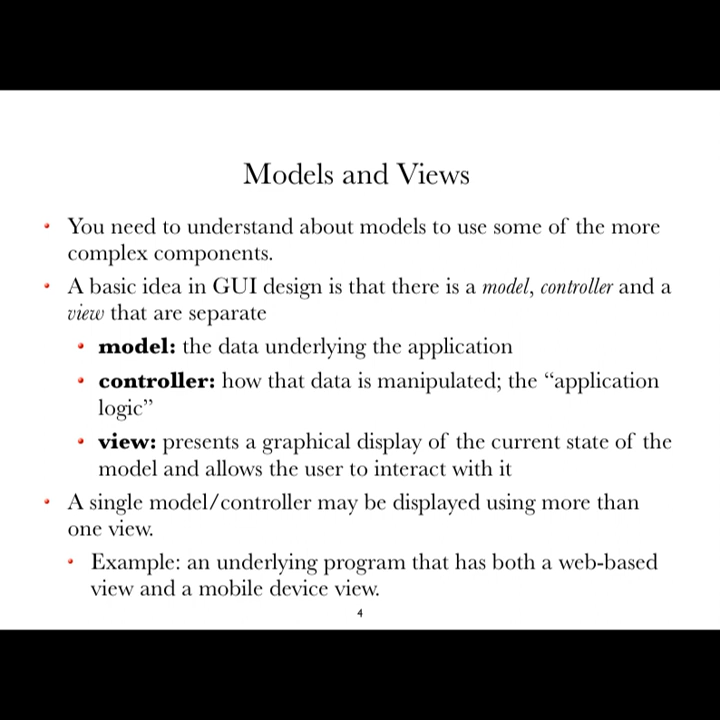 Models and Views
• You need to understand about models to use some of the more
complex components.
• A basic idea in GUI design is that there is a model, controller and a
view that are separate
• model: the data underlying the application
• controller: how that data is manipulated; the “application
logic”
• view: presents a graphical display of the current state of the
model and allows the user to interact with it
• A single model/controller may be displayed using more than
one view.
• Example: an underlying program that has both a web-based
view and a mobile device view.
4